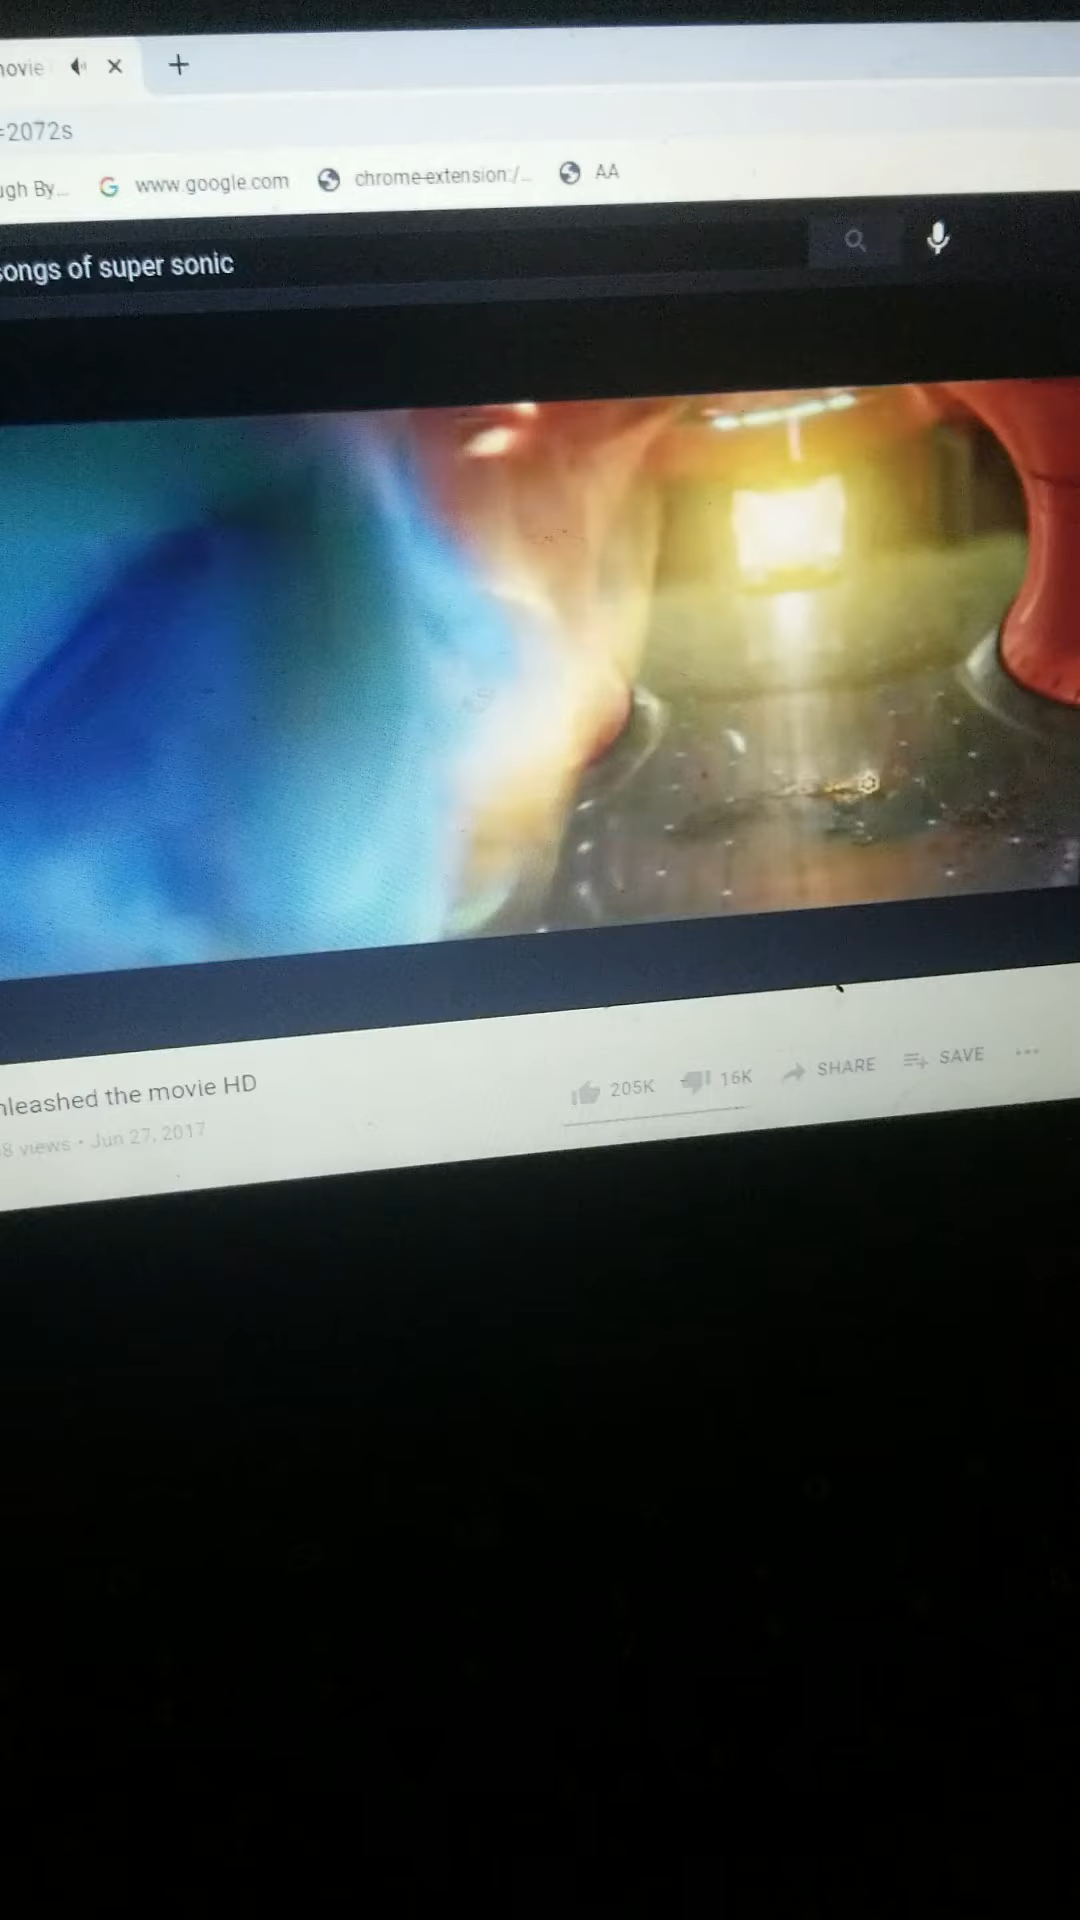 movie
=2072s
ugh By... www.google.com chrome-extension:/... AA
songs of super sonic
nleashed the movie HD
205K 16K SHARE SAVE
8 views • Jun 27, 2017